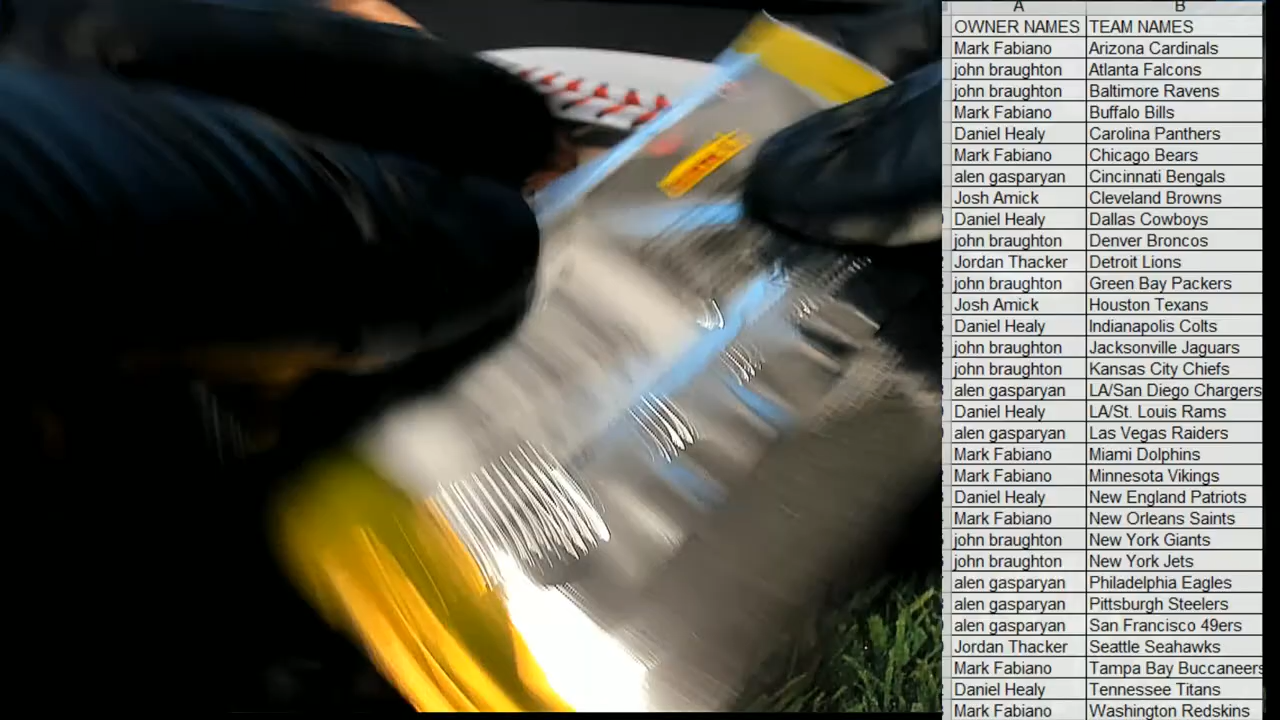 A B
OWNER NAMES TEAM NAMES
Mark Fabiano Arizona Cardinals
john braughton Atlanta Falcons
john braughton Baltimore Ravens
Mark Fabiano Buffalo Bills
Daniel Healy Carolina Panthers
Mark Fabiano Chicago Bears
alen gasparyan Cincinnati Bengals
Josh Amick Cleveland Browns
Daniel Healy Dallas Cowboys
john braughton Denver Broncos
Jordan Thacker Detroit Lions
john braughton Green Bay Packers
Josh Amick Houston Texans
Daniel Healy Indianapolis Colts
john braughton Jacksonville Jaguars
john braughton Kansas City Chiefs
alen gasparyan LA/San Diego Chargers
Daniel Healy LA/St. Louis Rams
alen gasparyan Las Vegas Raiders
Mark Fabiano Miami Dolphins
Mark Fabiano Minnesota Vikings
Daniel Healy New England Patriots
Mark Fabiano New Orleans Saints
john braughton New York Giants
john braughton New York Jets
alen gasparyan Philadelphia Eagles
alen gasparyan Pittsburgh Steelers
alen gasparyan San Francisco 49ers
Jordan Thacker Seattle Seahawks
Mark Fabiano Tampa Bay Buccaneers
Daniel Healy Tennessee Titans
Mark Fabiano Washington Redskins